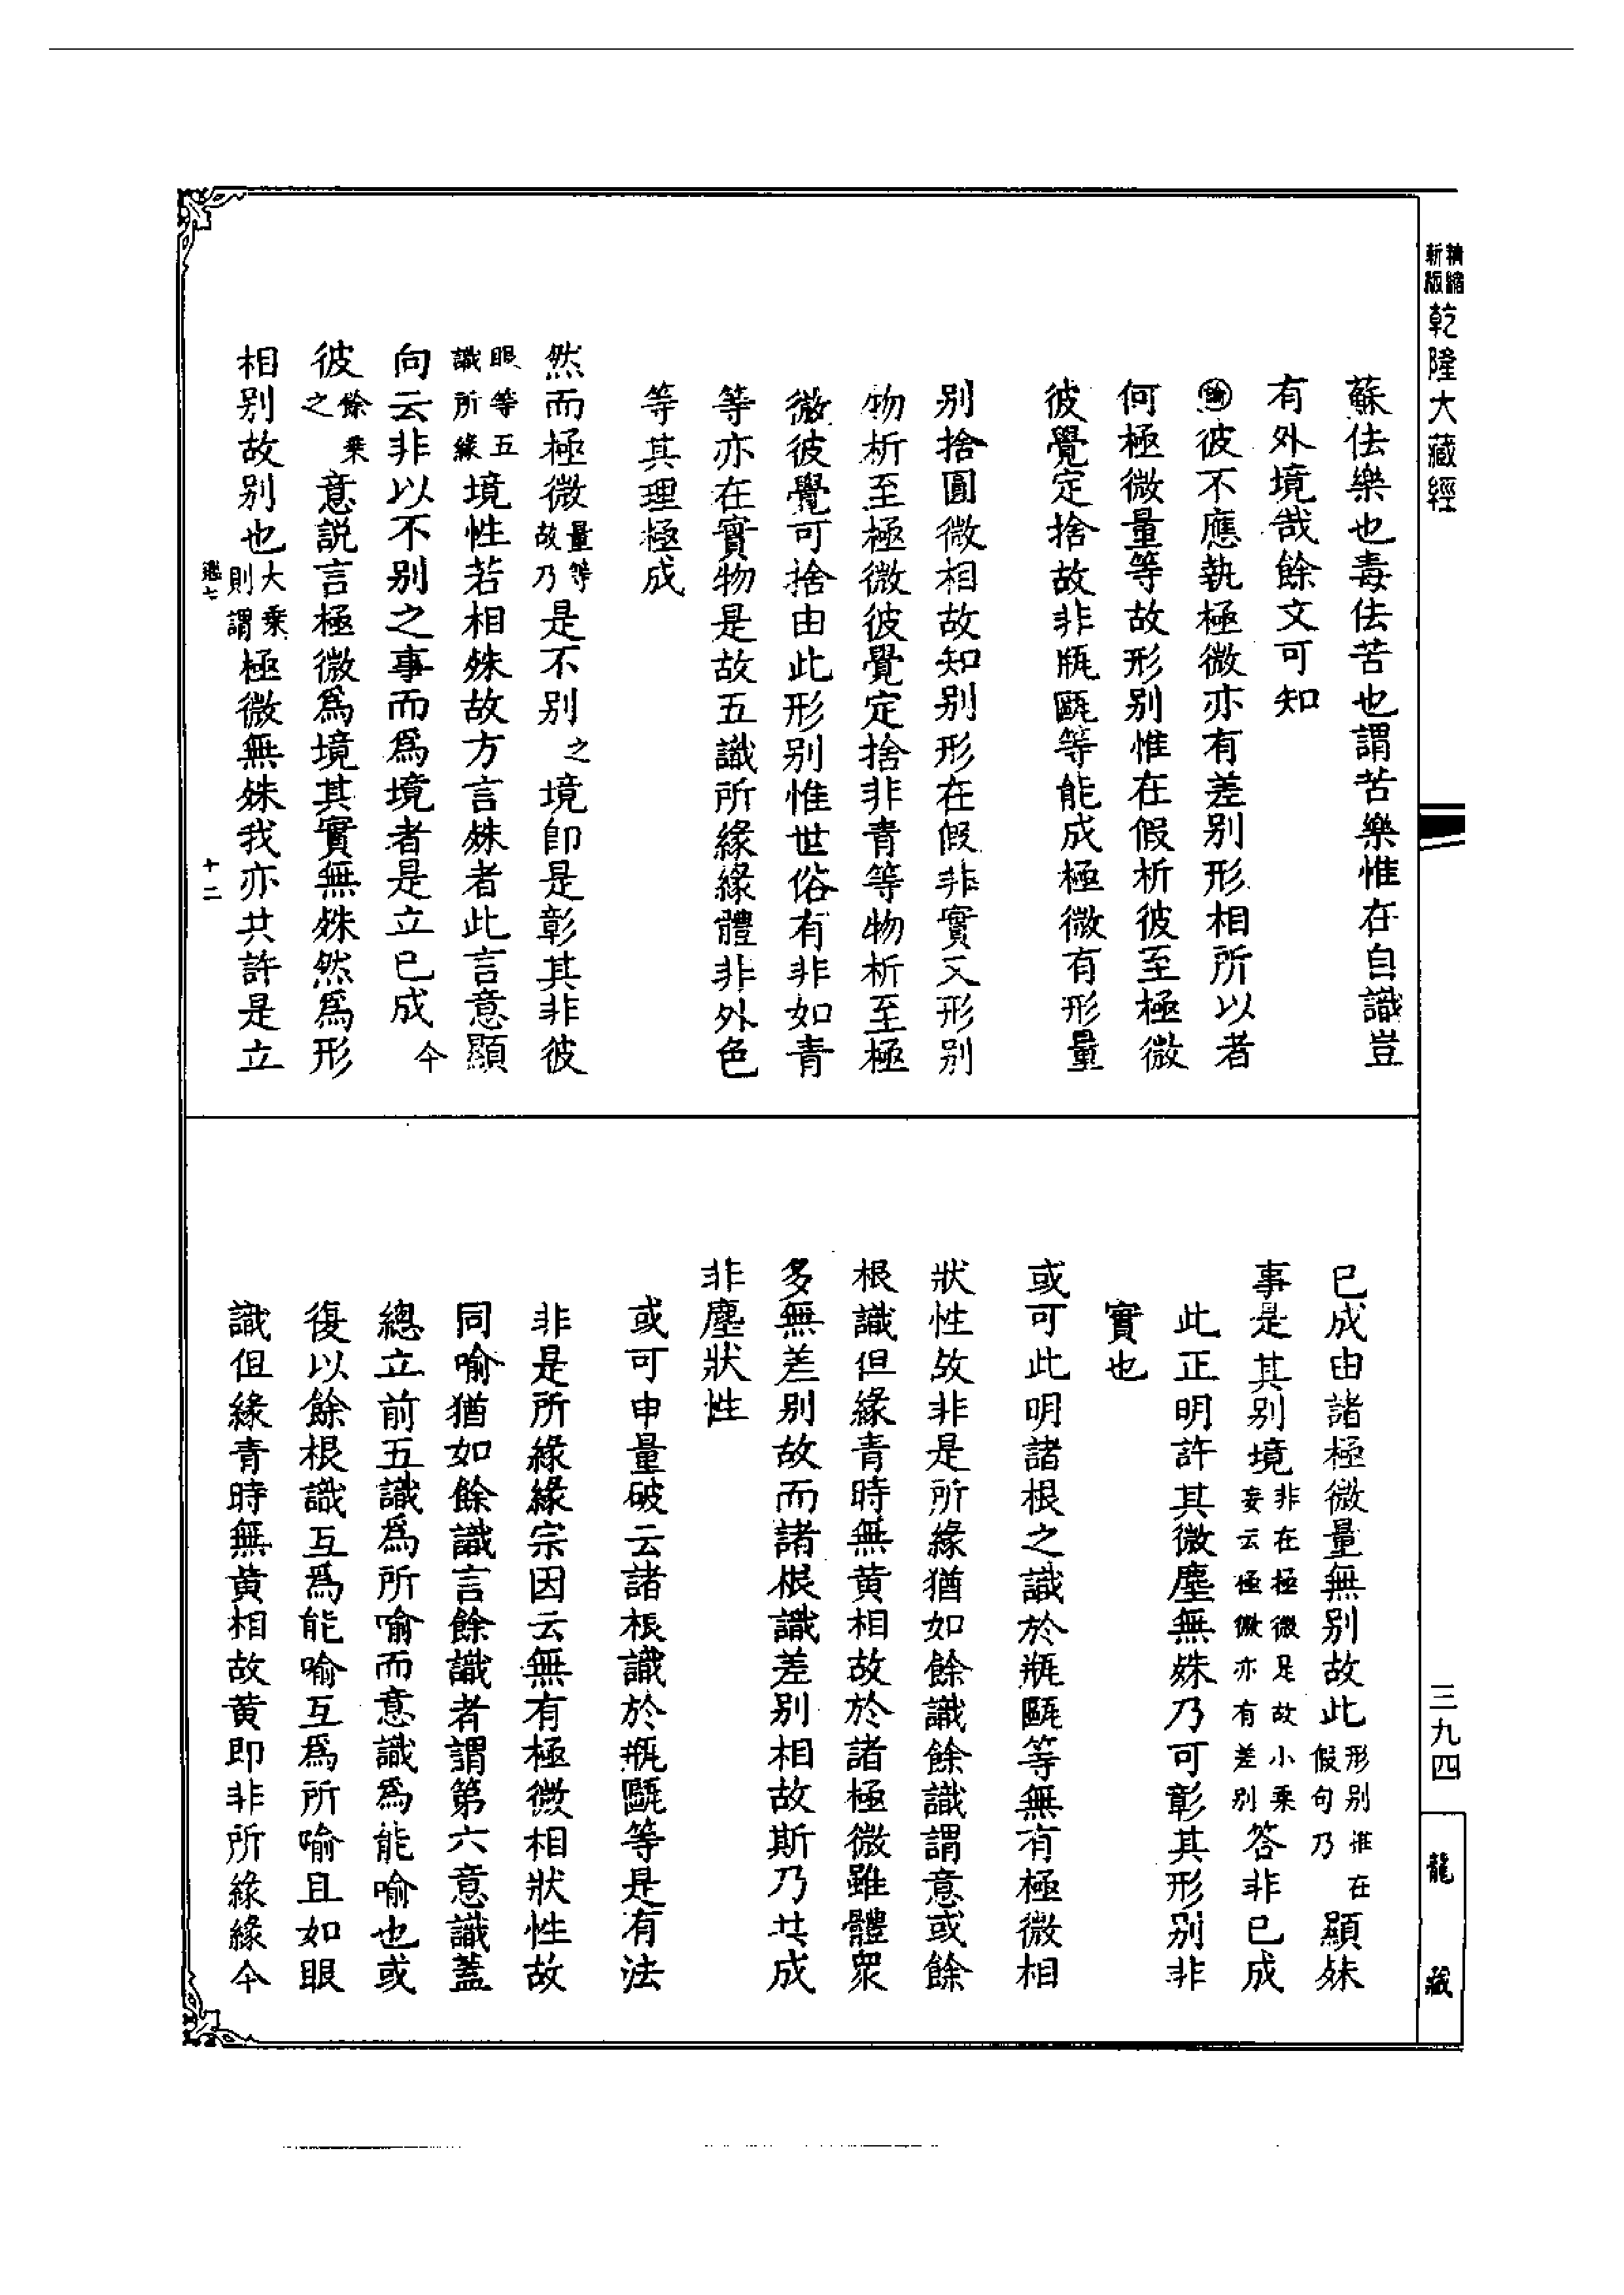 精縮
新版
乾隆大藏經
三九四
龍藏
蘇佉樂也毒佉苦也謂苦樂惟在自識豈
有外境哉餘文可知
彼不應執極微亦有差別形相所以者
何極微量等故形別惟在假析彼至極微
彼覺定捨故非瓶甌等能成極微有形量
別捨圓微相故知別形在假非實又形別
物析至極微彼覺定捨非青等物析至極
微彼覺可捨由此形別惟世俗有非如青
等亦在實物是故五識所緣緣體非外色
等其理極成
然而極微量等故乃是不別之境即是彰其非彼
眼等五識所緣境性若相殊故方言殊者此言意顯
向云非以不別之事而爲境者是立已成今
彼餘乘之意說言極微爲境其實無殊然爲形
相別故別也大乘則謂極微無殊我亦共許是立
十二
已成由諸極微量無別故此形別惟在假句乃顯殊
事是其別境非在極微足故小乘妄云極微亦有差別答非已成
此正明許其微塵無殊乃可彰其形別非
實也
或可此明諸根之識於瓶甌等無有極微相
狀性故非是所緣猶如餘識餘識謂意或餘
根識但緣青時無黃相故於諸極微雖體衆
多無差別故而諸根識差別相故斯乃共成
非塵狀性
或可申量破云諸根識於瓶甌等是有法
非是所緣緣宗因云無有極微相狀性故
同喻猶如餘識言餘識者謂第六意識蓋
總立前五識爲所喻而意識爲能喻也或
復以餘根識互爲能喻互爲所喻且如眼
識但緣青時無黃相故黃即非所緣緣今